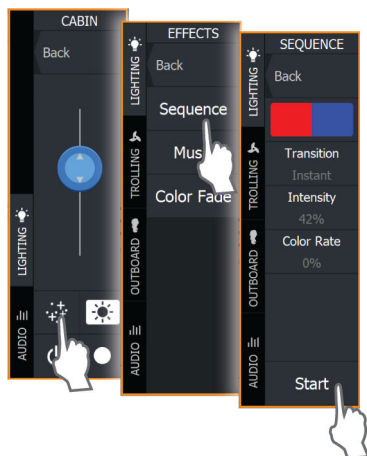 CABIN
Back
LIGHTING
AUDIO
EFFECTS
Back
Sequence
Mus
Color Fade
LIGHTING
TROLLING
OUTBOARD
AUDIO
SEQUENCE
Back
Transition
Instant
Intensity
42%
Color Rate
0%
Start
LIGHTING
TROLLING
OUTBOARD
AUDIO